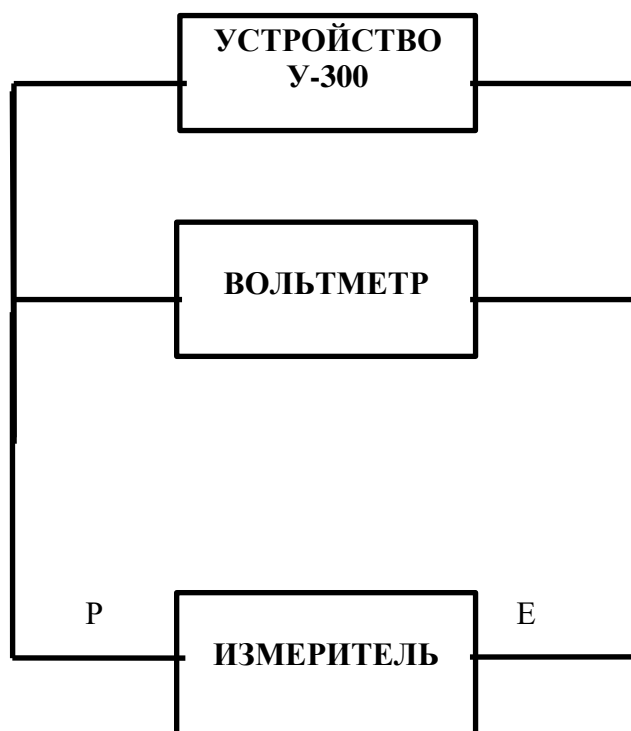 УСТРОЙСТВО
У-300
ВОЛЬТМЕТР
Р
Е
ИЗМЕРИТЕЛЬ